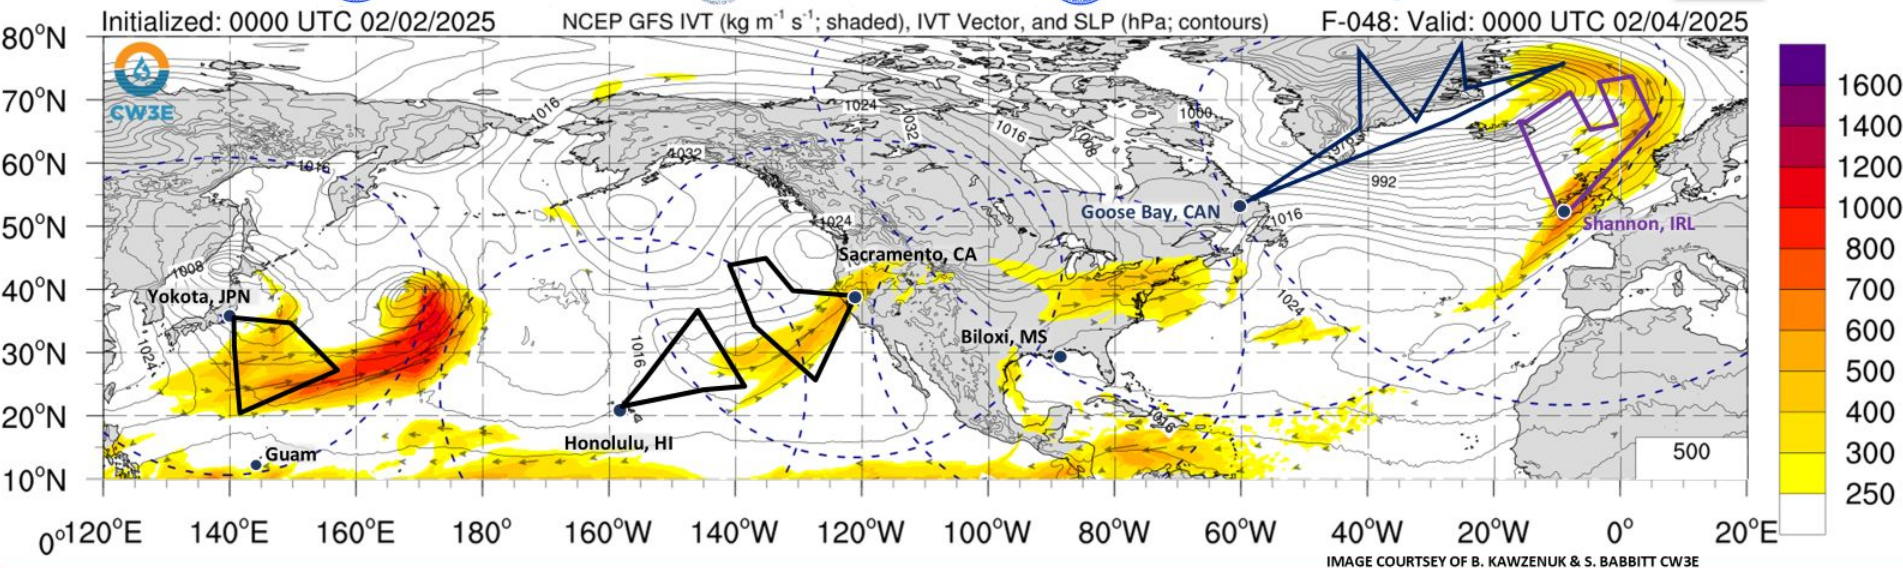 Initialized: 0000 UTC 02/02/2025 NCEP GFS IVT (kg m⁻¹ s⁻¹; shaded), IVT Vector, and SLP (hPa; contours) F-048: Valid: 0000 UTC 02/04/2025
CW3E
80°N
70°N
60°N
50°N
40°N
30°N
20°N
10°N
0°
120°E 140°E 160°E 180° 160°W 140°W 120°W 100°W 80°W 60°W 40°W 20°W 0° 20°E
1016
1024
1032
1016
1008
1000
976
992
1016
1032
1016
1024
1008
1024
1016
1024
1016
Goose Bay, CAN
Shannon, IRL
Sacramento, CA
Yokota, JPN
Biloxi, MS
Honolulu, HI
Guam
500
1600
1400
1200
1000
800
700
600
500
400
300
250
IMAGE COURTSEY OF B. KAWZENUK & S. BABBITT CW3E